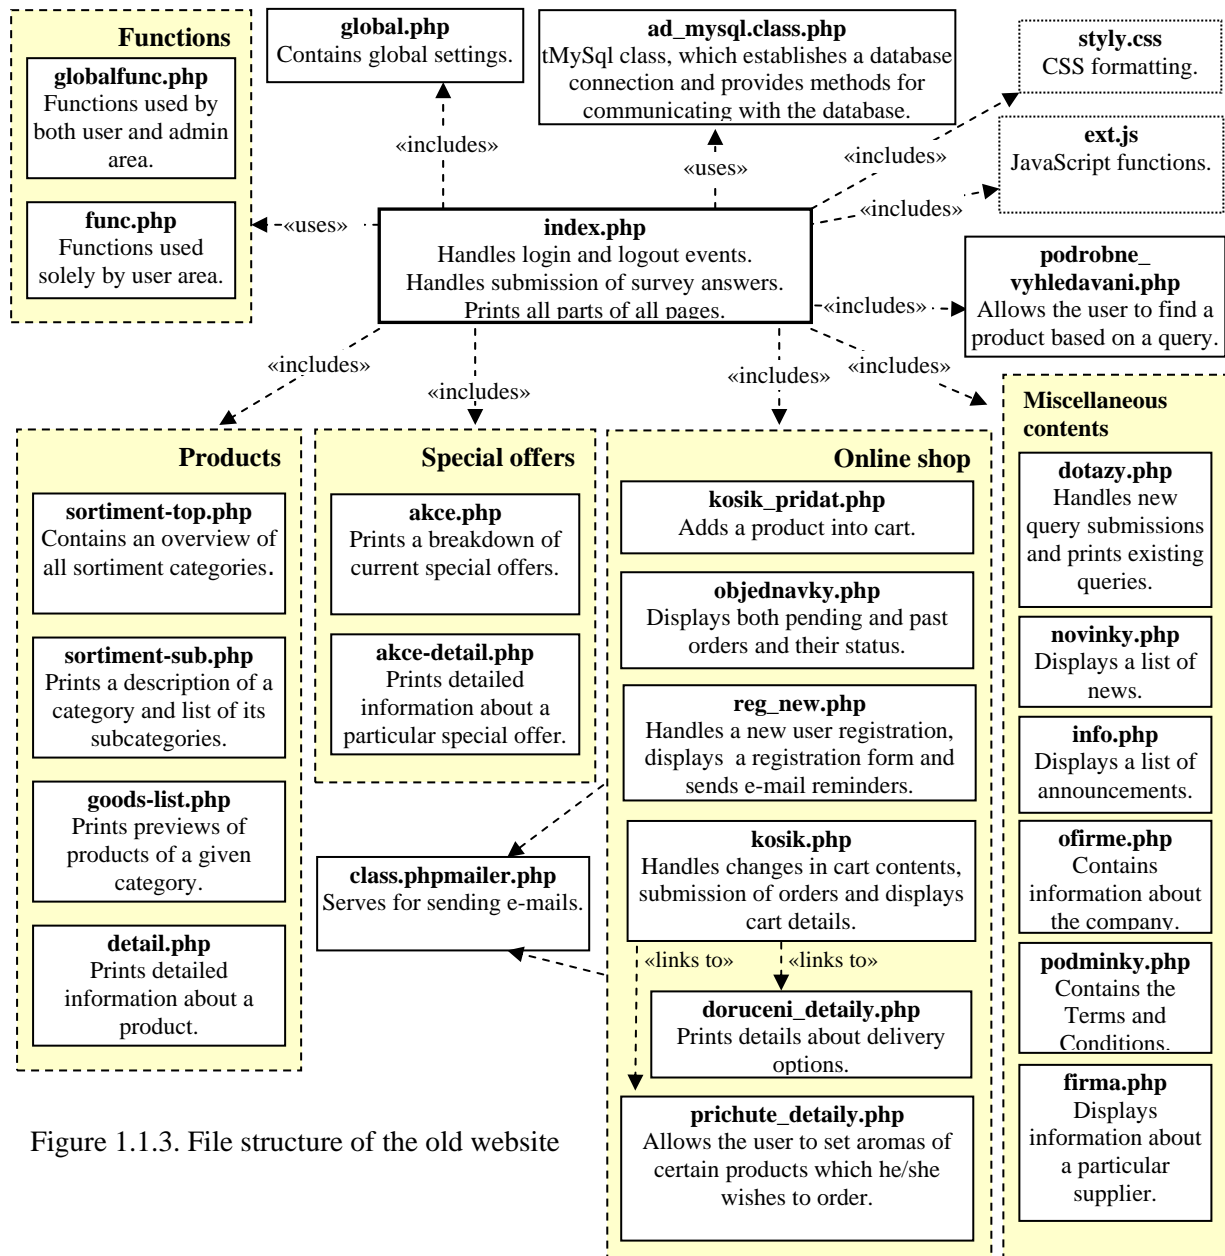 Functions
globalfunc.php
Functions used by
both user and admin
area.
func.php
Functions used
solely by user area.
global.php
Contains global settings.
ad_mysql.class.php
tMySql class, which establishes a database
connection and provides methods for
communicating with the database.
styly.css
CSS formatting.
ext.js
JavaScript functions.
«includes»
«uses»
«includes»
«includes»
«uses»
index.php
Handles login and logout events.
Handles submission of survey answers.
Prints all parts of all pages.
podrobne_
vyhledavani.php
Allows the user to find a
product based on a query.
«includes»
«includes»
«includes»
«includes»
«includes»
Products
sortiment-top.php
Contains an overview of
all sortiment categories.
sortiment-sub.php
Prints a description of a
category and list of its
subcategories.
goods-list.php
Prints previews of
products of a given
category.
detail.php
Prints detailed
information about a
product.
Special offers
akce.php
Prints a breakdown of
current special offers.
akce-detail.php
Prints detailed
information about a
particular special offer.
class.phpmailer.php
Serves for sending e-mails.
Online shop
kosik_pridat.php
Adds a product into cart.
objednavky.php
Displays both pending and past
orders and their status.
reg_new.php
Handles a new user registration,
displays  a registration form and
sends e-mail reminders.
kosik.php
Handles changes in cart contents,
submission of orders and displays
cart details.
«links to»
«links to»
doruceni_detaily.php
Prints details about delivery
options.
prichute_detaily.php
Allows the user to set aromas of
certain products which he/she
wishes to order.
Miscellaneous
contents
dotazy.php
Handles new
query submissions
and prints existing
queries.
novinky.php
Displays a list of
news.
info.php
Displays a list of
announcements.
ofirme.php
Contains
information about
the company.
podminky.php
Contains the
Terms and
Conditions.
firma.php
Displays
information about
a particular
supplier.
Figure 1.1.3. File structure of the old website